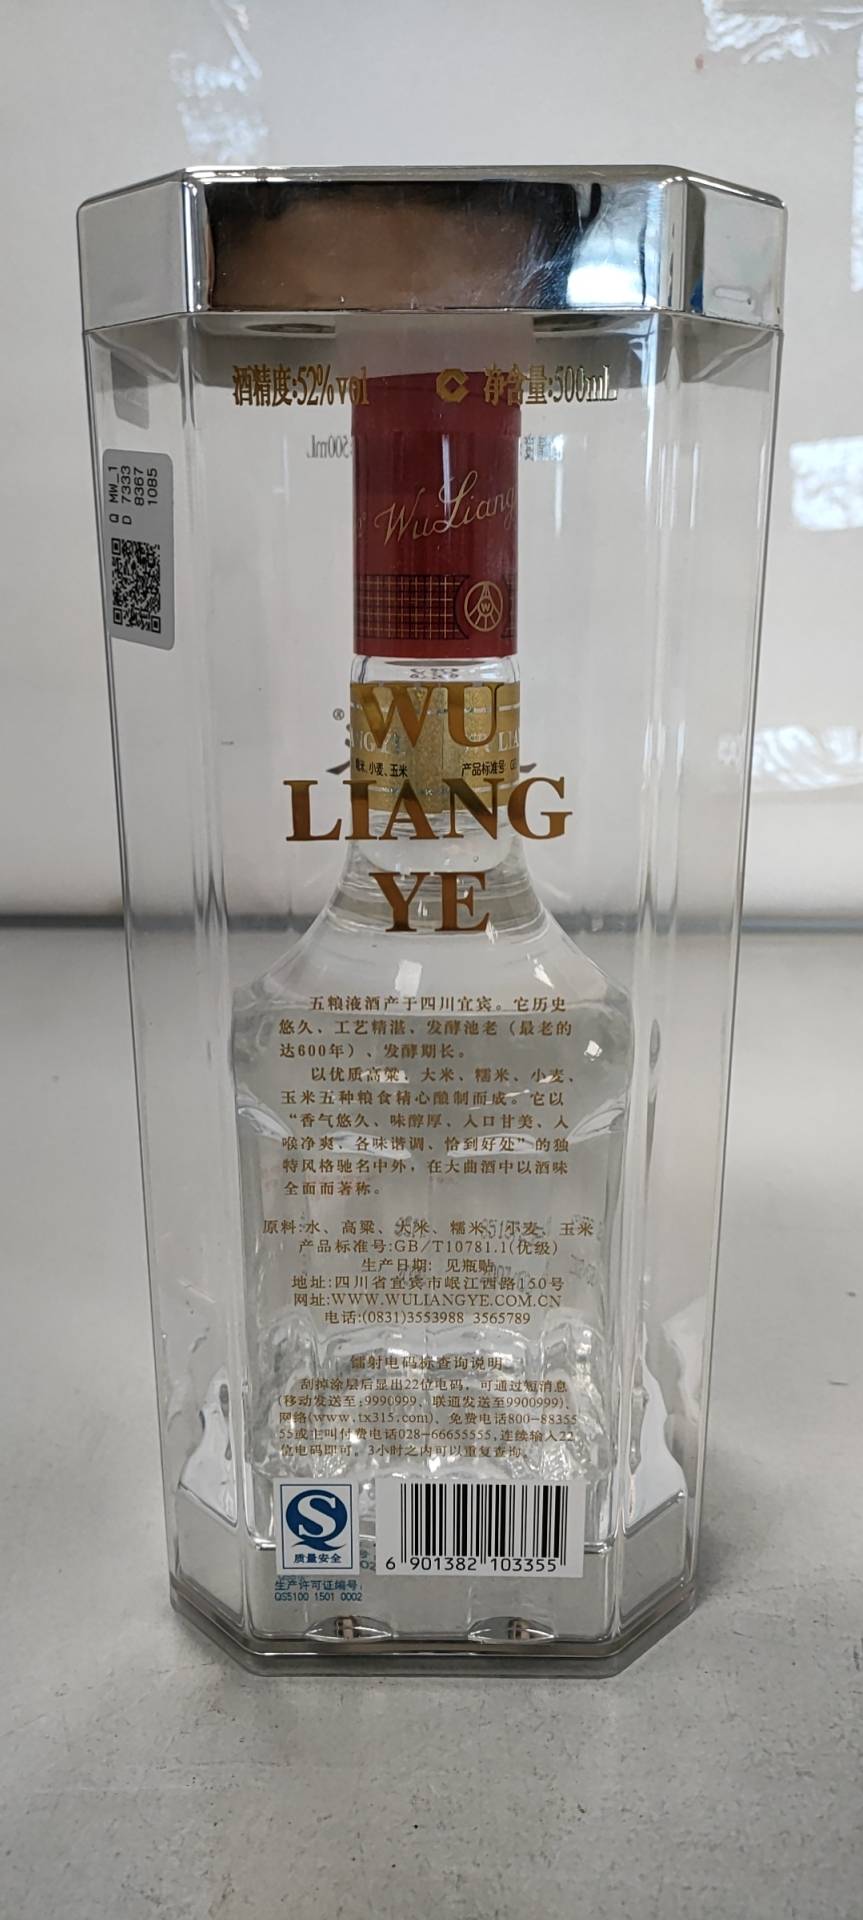 酒精度:52%vol 净含量:500mL
Q MW_1
D 7333
8367
1085
WuLiang
WU
LIANG
YE
小麦、玉米
产品标准号:
五粮液酒产于四川宜宾。它历史
悠久、工艺精湛、发酵池老（最老的
达600年）、发酵期长。
以优质高粱、大米、糯米、小麦、
玉米五种粮食精心酿制而成。它以
“香气悠久、味醇厚、入口甘美、入
喉净爽、各味谐调、恰到好处”的独
特风格驰名中外，在大曲酒中以酒味
全面而著称。
原料:水、高粱、大米、糯米、小麦、玉米
产品标准号:GB/T10781.1(优级)
生产日期: 见瓶贴
地址:四川省宜宾市岷江西路150号
网址:WWW.WULIANGYE.COM.CN
电话:(0831)3553988 3565789
镭射电码标查询说明
刮掉涂层后显出22位电码，可通过短消息
(移动发送至:9990999、联通发送至9900999)、
网络(www.tx315.com)、免费电话800-88355
55或主叫付费电话028-66655555,连续输入22
位电码即可。3小时之内可以重复查询。
质量安全
6 901382 103355
生产许可证编号:
QS5100 1501 0002